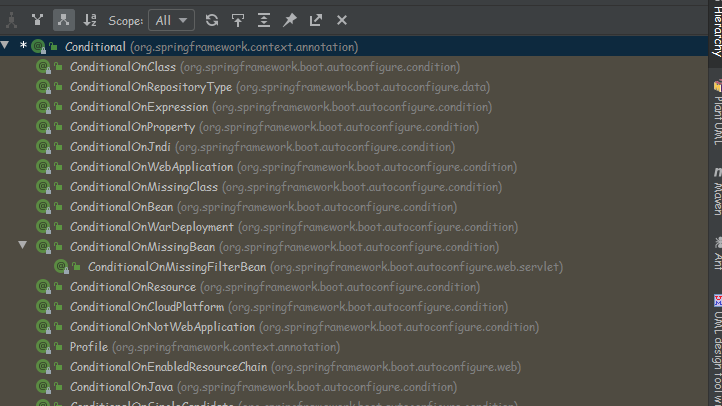 Scope: All
* Conditional (org.springframework.context.annotation)
ConditionalOnClass (org.springframework.boot.autoconfigure.condition)
ConditionalOnRepositoryType (org.springframework.boot.autoconfigure.data)
ConditionalOnExpression (org.springframework.boot.autoconfigure.condition)
ConditionalOnProperty (org.springframework.boot.autoconfigure.condition)
ConditionalOnJndi (org.springframework.boot.autoconfigure.condition)
ConditionalOnWebApplication (org.springframework.boot.autoconfigure.condition)
ConditionalOnMissingClass (org.springframework.boot.autoconfigure.condition)
ConditionalOnBean (org.springframework.boot.autoconfigure.condition)
ConditionalOnWarDeployment (org.springframework.boot.autoconfigure.condition)
ConditionalOnMissingBean (org.springframework.boot.autoconfigure.condition)
ConditionalOnMissingFilterBean (org.springframework.boot.autoconfigure.web.servlet)
ConditionalOnResource (org.springframework.boot.autoconfigure.condition)
ConditionalOnCloudPlatform (org.springframework.boot.autoconfigure.condition)
ConditionalOnNotWebApplication (org.springframework.boot.autoconfigure.condition)
Profile (org.springframework.context.annotation)
ConditionalOnEnabledResourceChain (org.springframework.boot.autoconfigure.web)
ConditionalOnJava (org.springframework.boot.autoconfigure.condition)
ConditionalOnSingleCandidate (org.springframework.boot.autoconfigure.condition)
Hierarchy
PlantUML
Maven
Ant
UML design tool